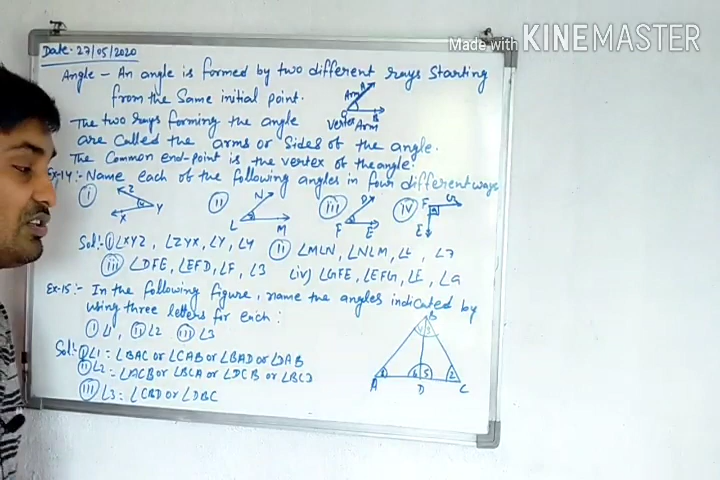 Made with KINEMASTER
Date: 27/05/2020
Angle - An angle is formed by two different rays starting
from the same initial point.
Arm A
O B
Vertex Arm
The two rays forming the angle
are called the arms or sides of the angle.
The common end-point is the vertex of the angle.
Ex-14:- Name each of the following angles in four different ways
(i) Z Y X
(ii) N L M
(iii) D F E
(iv) F G E
Sol:- (i) ∠XYZ, ∠ZYX, ∠Y, ∠4 (ii) ∠MLN, ∠NLM, ∠L, ∠7
(iii) ∠DFE, ∠EFD, ∠F, ∠3 (iv) ∠GFE, ∠EFG, ∠E, ∠a
Ex-15:- In the following figure, name the angles indicated by
using three letters for each:
(i) ∠1, (ii) ∠2 (iii) ∠3
Sol:- (i) ∠1 = ∠BAC or ∠CAB or ∠BAD or ∠DAB
(ii) ∠2 = ∠ACB or ∠BCA or ∠DCB or ∠BCD
(iii) ∠3 = ∠CBD or ∠DBC
B
3
2
A D C